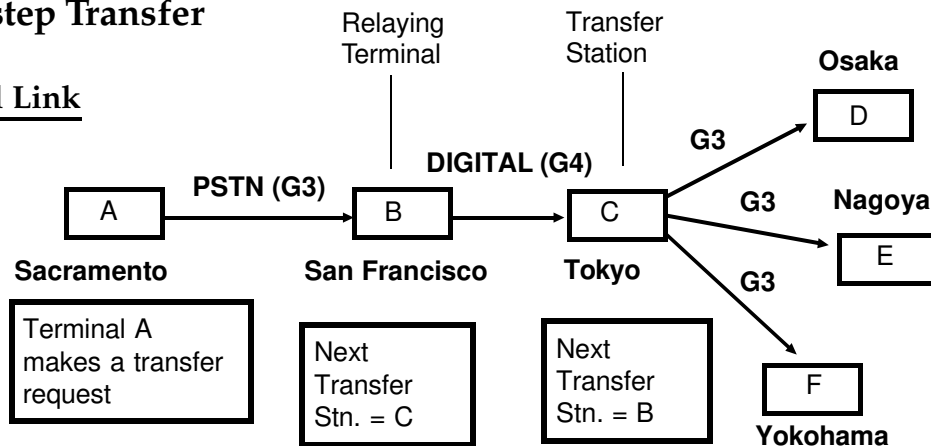 step Transfer
Link
Relaying
Terminal
Transfer
Station
Osaka
D
G3
DIGITAL (G4)
PSTN (G3)
A
B
C
G3
Nagoya
E
Sacramento
San Francisco
Tokyo
G3
Terminal A
makes a transfer
request
Next
Transfer
Stn. = C
Next
Transfer
Stn. = B
F
Yokohama